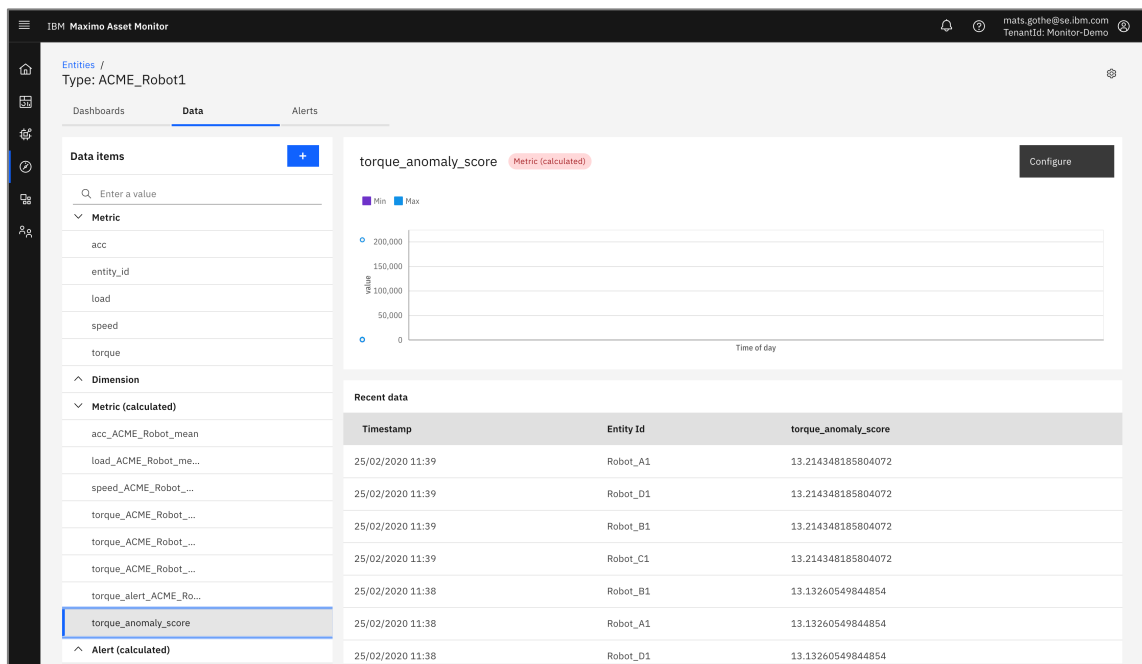 IBM Maximo Asset Monitor
mats.gothe@se.ibm.com
TenantId: Monitor-Demo
Entities /
Type: ACME_Robot1
Dashboards Data Alerts
Data items
+
Enter a value
Metric
acc
entity_id
load
speed
torque
Dimension
Metric (calculated)
acc_ACME_Robot_mean
load_ACME_Robot_me...
speed_ACME_Robot_...
torque_ACME_Robot_...
torque_ACME_Robot_...
torque_ACME_Robot_...
torque_alert_ACME_Ro...
torque_anomaly_score
Alert (calculated)
torque_anomaly_score Metric (calculated)
Configure
Min Max
200,000
150,000
100,000
50,000
0
value
Time of day
Recent data
Timestamp Entity Id torque_anomaly_score
25/02/2020 11:39 Robot_A1 13.214348185804072
25/02/2020 11:39 Robot_D1 13.214348185804072
25/02/2020 11:39 Robot_B1 13.214348185804072
25/02/2020 11:39 Robot_C1 13.214348185804072
25/02/2020 11:38 Robot_B1 13.13260549844854
25/02/2020 11:38 Robot_A1 13.13260549844854
25/02/2020 11:38 Robot_D1 13.13260549844854